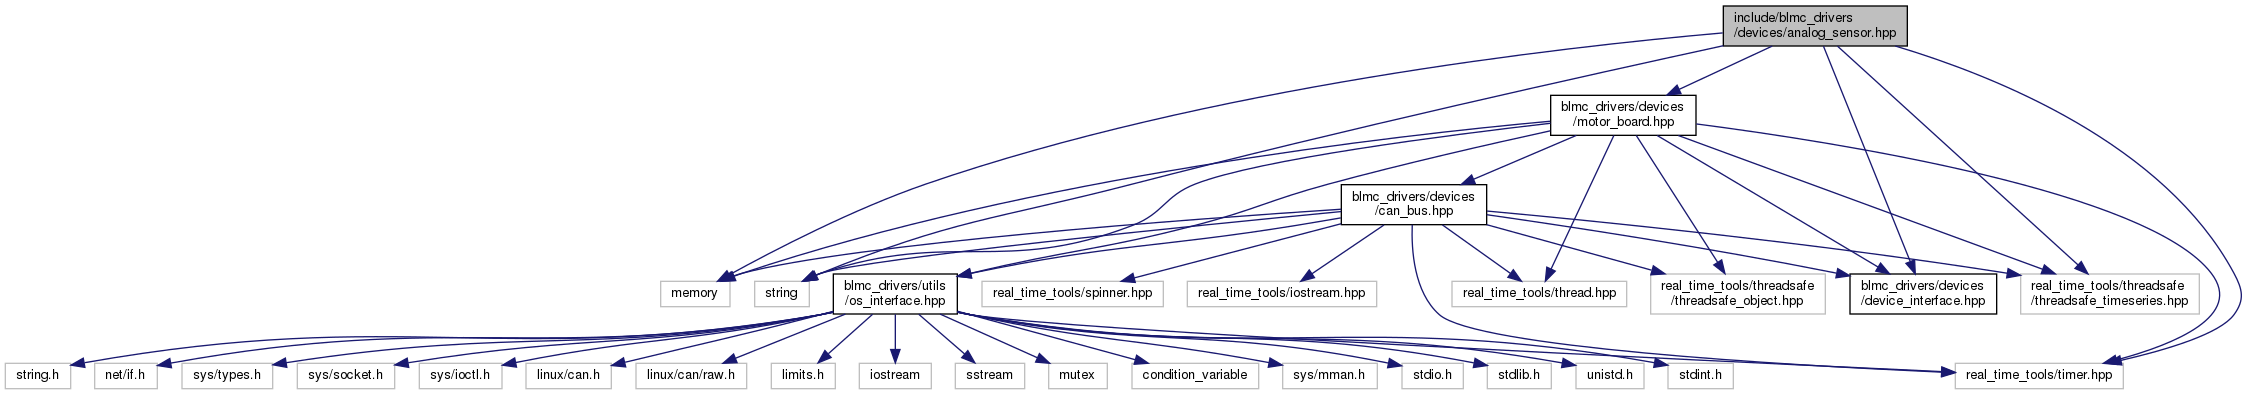 include/blmc_drivers
/devices/analog_sensor.hpp
blmc_drivers/devices
/motor_board.hpp
blmc_drivers/devices
/can_bus.hpp
memory
string
blmc_drivers/utils
/os_interface.hpp
real_time_tools/spinner.hpp
real_time_tools/iostream.hpp
real_time_tools/thread.hpp
real_time_tools/threadsafe
/threadsafe_object.hpp
blmc_drivers/devices
/device_interface.hpp
real_time_tools/threadsafe
/threadsafe_timeseries.hpp
string.h
net/if.h
sys/types.h
sys/socket.h
sys/ioctl.h
linux/can.h
linux/can/raw.h
limits.h
iostream
sstream
mutex
condition_variable
sys/mman.h
stdio.h
stdlib.h
unistd.h
stdint.h
real_time_tools/timer.hpp